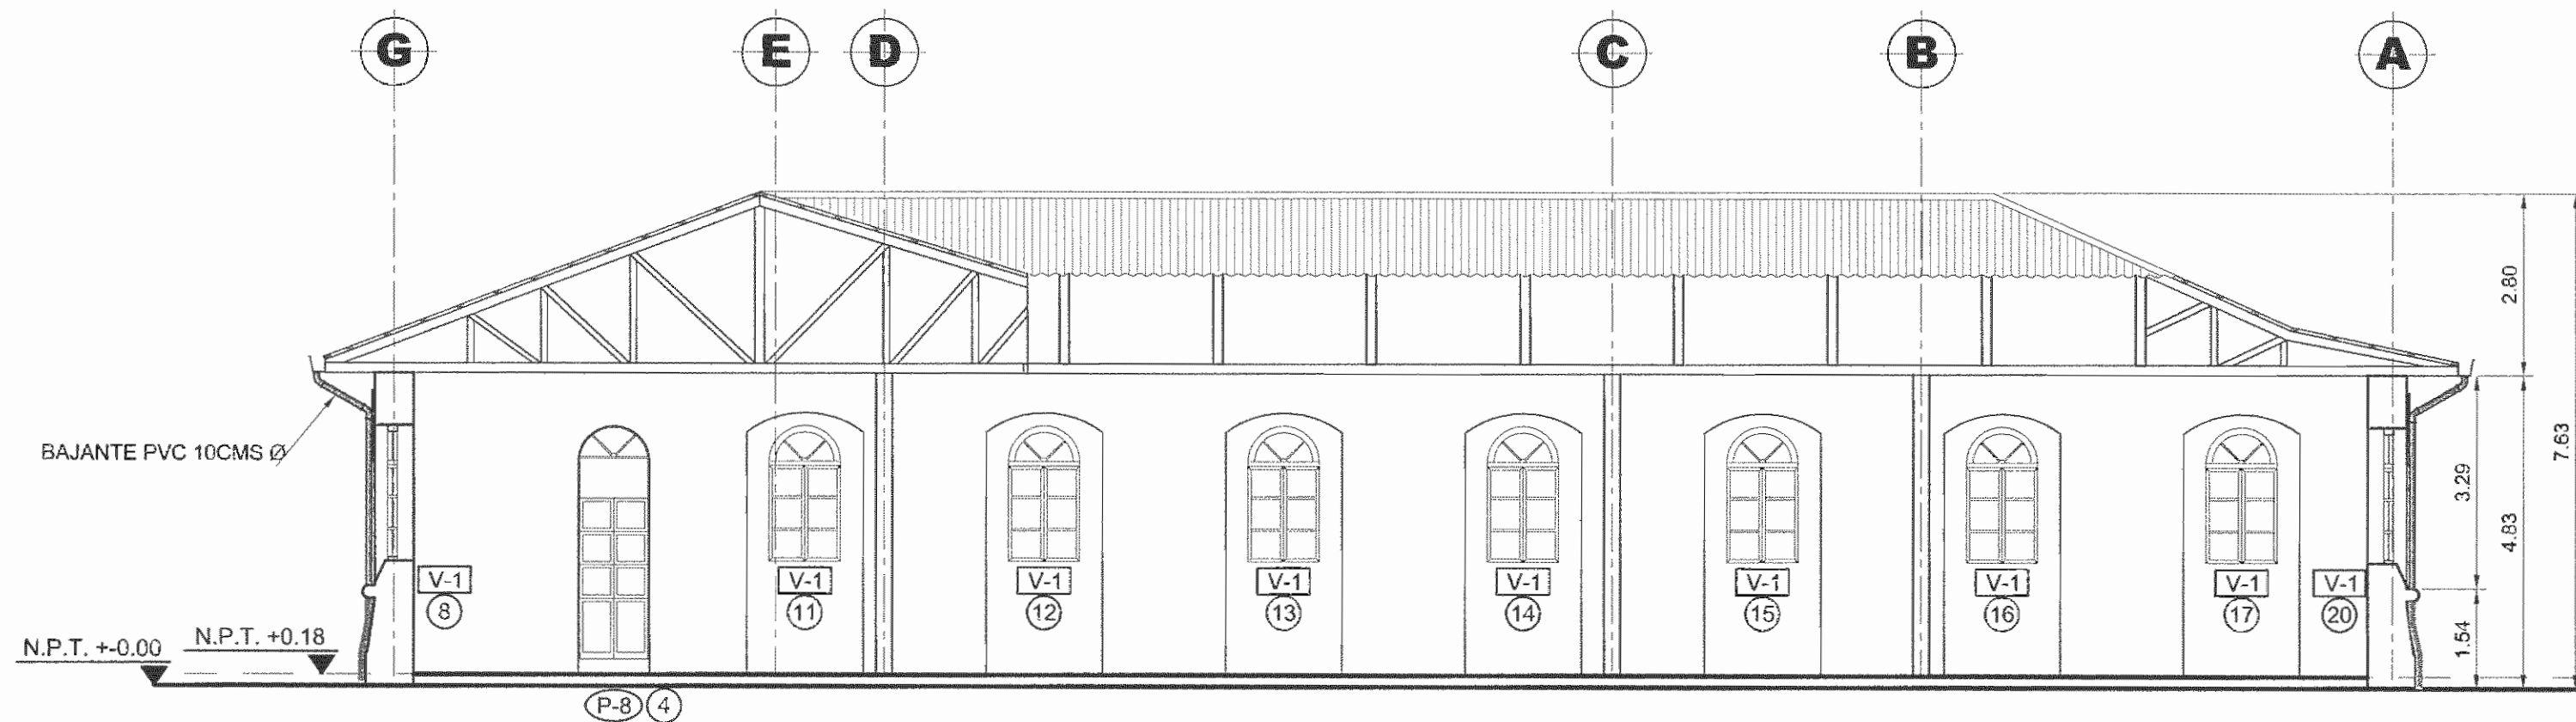 G E D C B A
2.80
7.63
BAJANTE PVC 10CMS Ø
3.29
4.83
V-1 V-1 V-1 V-1 V-1 V-1 V-1 V-1 V-1
8 11 12 13 14 15 16 17 20
1.54
N.P.T. +-0.00 N.P.T. +0.18
P-8 4